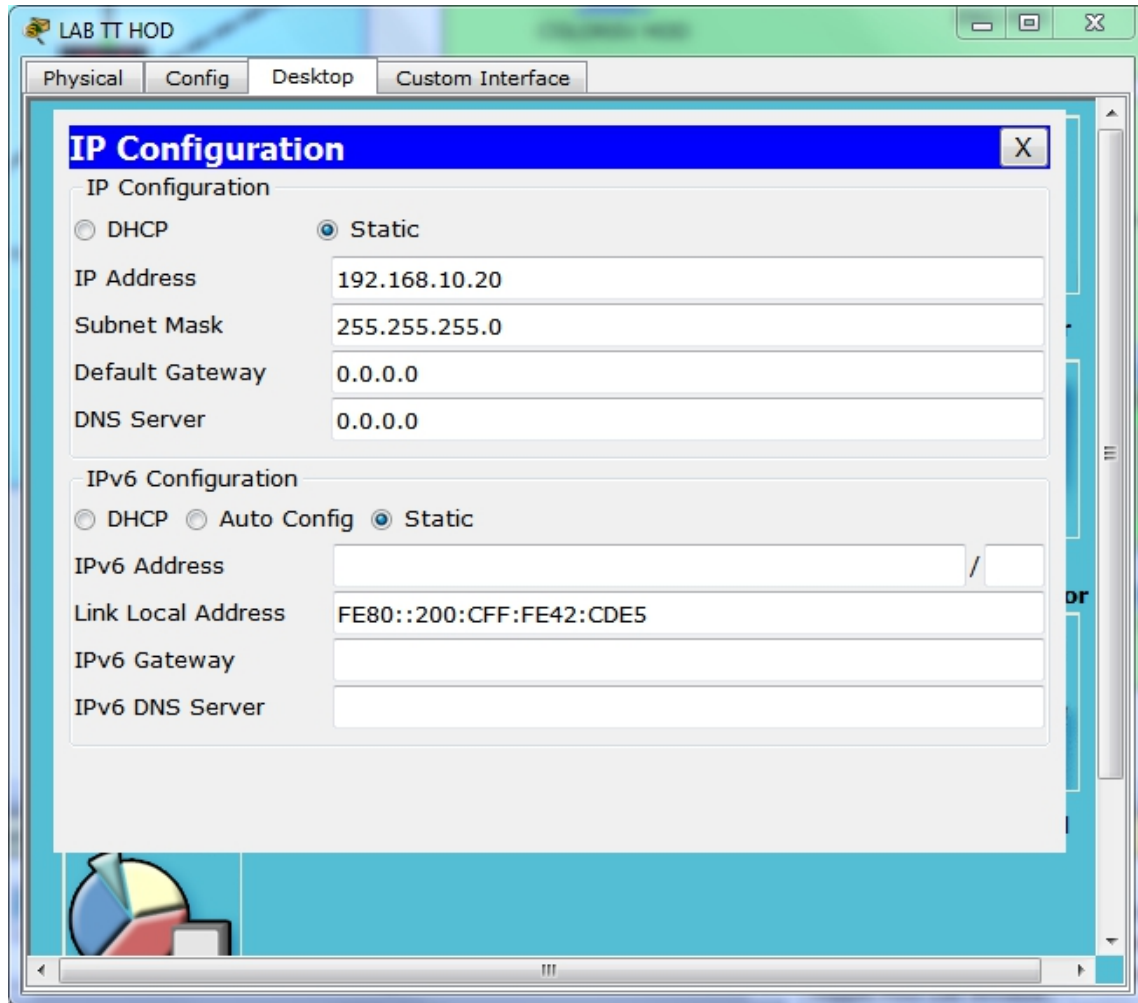 LAB TT HOD
Physical Config Desktop Custom Interface
IP Configuration X
IP Configuration
DHCP Static
IP Address 192.168.10.20
Subnet Mask 255.255.255.0
Default Gateway 0.0.0.0
DNS Server 0.0.0.0
IPv6 Configuration
DHCP Auto Config Static
IPv6 Address /
Link Local Address FE80::200:CFF:FE42:CDE5
IPv6 Gateway
IPv6 DNS Server
or